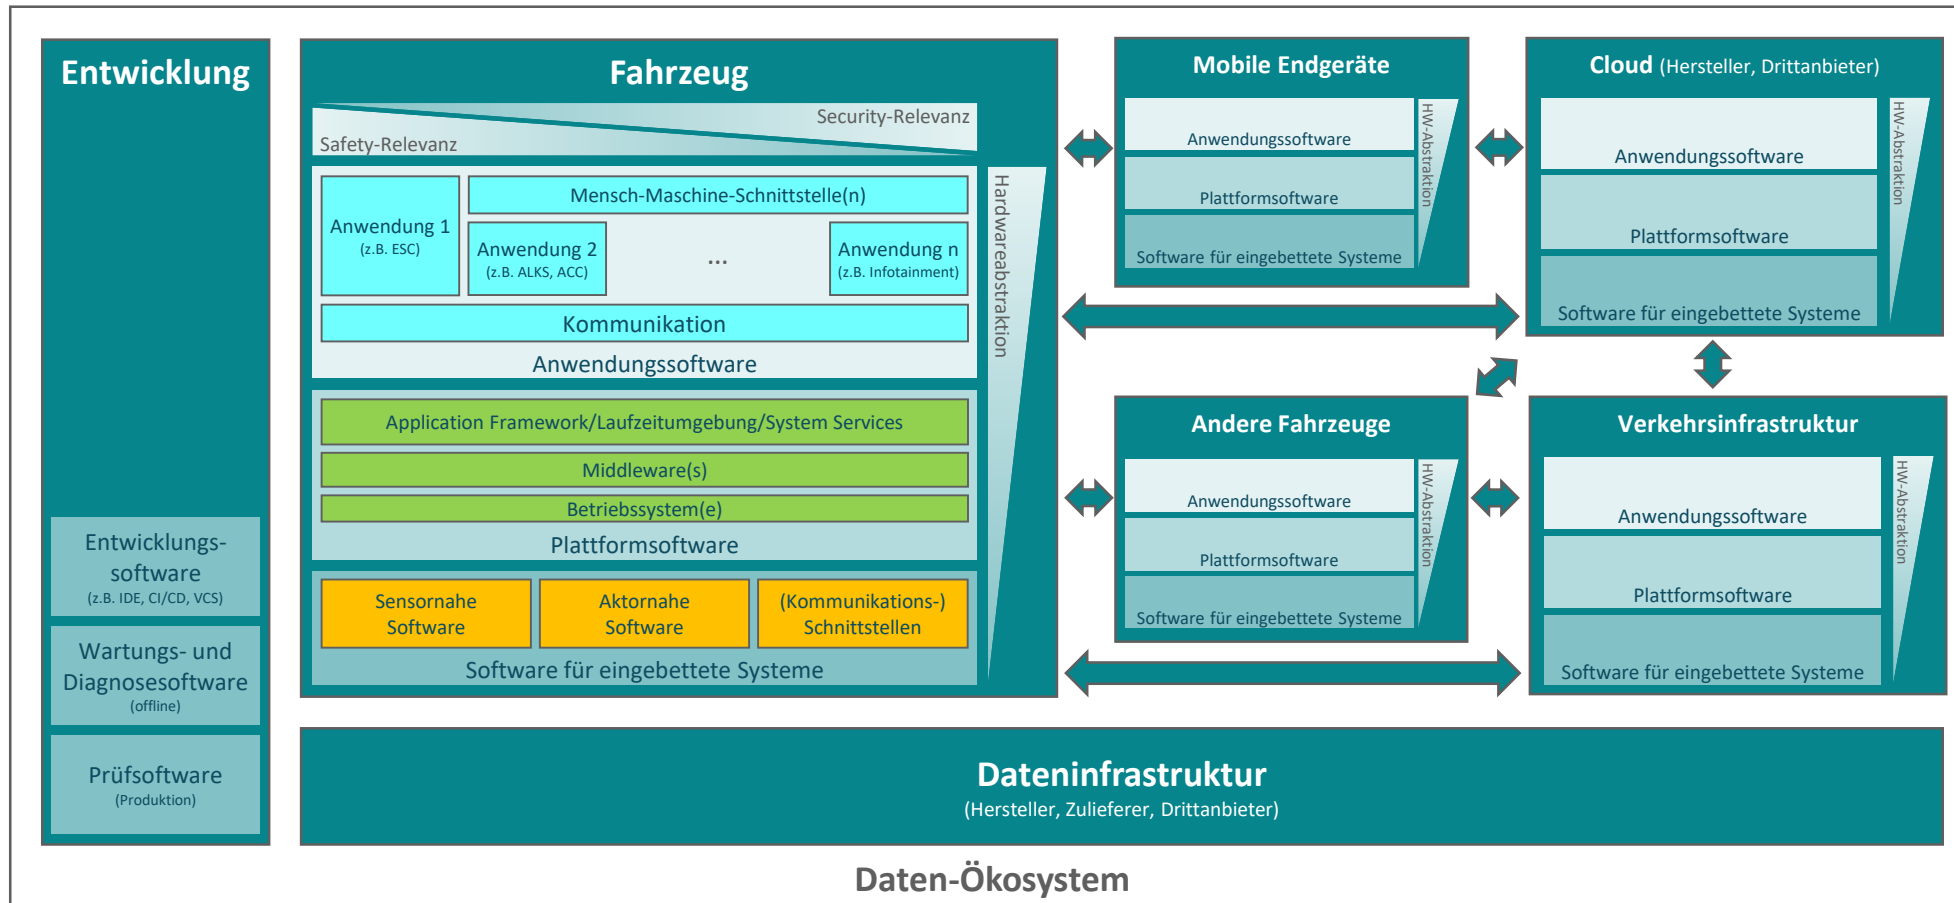 Entwicklung
Entwicklungs-
software
(z.B. IDE, CI/CD, VCS)
Wartungs- und
Diagnosesoftware
(offline)
Prüfsoftware
(Produktion)
Fahrzeug
Security-Relevanz
Safety-Relevanz
Hardwareabstraktion
Anwendung 1
(z.B. ESC)
Mensch-Maschine-Schnittstelle(n)
Anwendung 2
(z.B. ALKS, ACC)
...
Anwendung n
(z.B. Infotainment)
Kommunikation
Anwendungssoftware
Application Framework/Laufzeitumgebung/System Services
Middleware(s)
Betriebssystem(e)
Plattformsoftware
Sensornahe
Software
Aktornahe
Software
(Kommunikations-)
Schnittstellen
Software für eingebettete Systeme
Mobile Endgeräte
Anwendungssoftware
Plattformsoftware
Software für eingebettete Systeme
HW-Abstraktion
Cloud (Hersteller, Drittanbieter)
Anwendungssoftware
Plattformsoftware
Software für eingebettete Systeme
HW-Abstraktion
Andere Fahrzeuge
Anwendungssoftware
Plattformsoftware
Software für eingebettete Systeme
HW-Abstraktion
Verkehrsinfrastruktur
Anwendungssoftware
Plattformsoftware
Software für eingebettete Systeme
HW-Abstraktion
Dateninfrastruktur
(Hersteller, Zulieferer, Drittanbieter)
Daten-Ökosystem